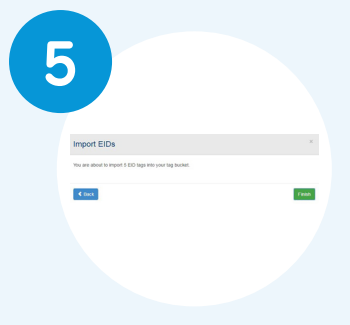 5
Import EIDs
×
You are about to import 5 EID tags into your tag bucket
Back
Finish